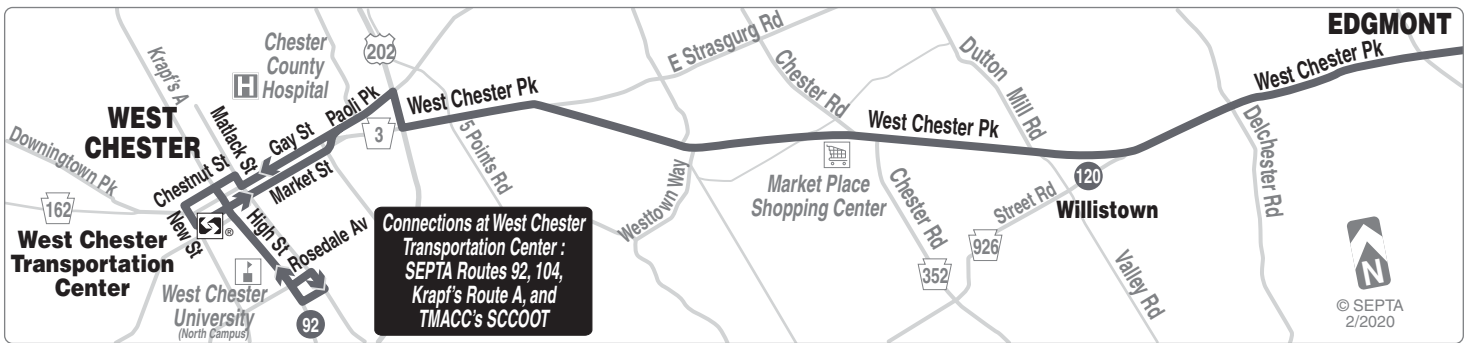 EDGMONT
West Chester Pk
E Strasgurg Rd
Chester
County
Hospital
H
202
Krapf's A
WEST
CHESTER
Matlack St
Gay St
Paoli Pk
West Chester Pk
3
5 Points Rd
Chester Rd
Dutton
Mill Rd
West Chester Pk
Delchester Rd
Downingtown Pk
Chestnut St
Market St
162
New St
S
®
High St
Rosedale Av
West Chester
Transportation
Center
West Chester
University
(North Campus)
92
Connections at West Chester
Transportation Center :
SEPTA Routes 92, 104,
Krapf's Route A, and
TMACC's SCCOOT
Westtown Way
Market Place
Shopping Center
Chester Rd
352
926
Street Rd
120
Willistown
Valley Rd
N
© SEPTA
2/2020